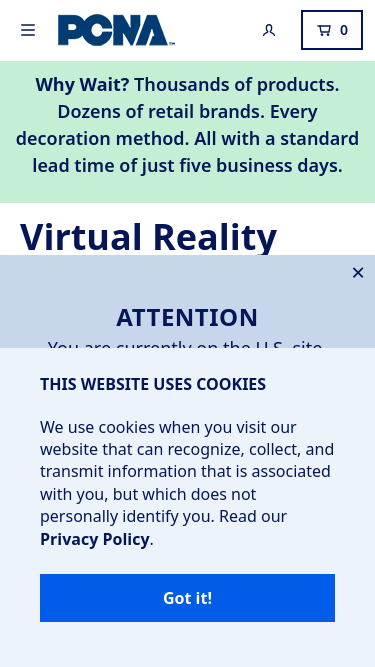 PCNA
0
Why Wait? Thousands of products.
Dozens of retail brands. Every
decoration method. All with a standard
lead time of just five business days.
Virtual Reality
ATTENTION
You are currently on the U.S. site.
THIS WEBSITE USES COOKIES
We use cookies when you visit our
website that can recognize, collect, and
transmit information that is associated
with you, but which does not
personally identify you. Read our
Privacy Policy.
Got it!